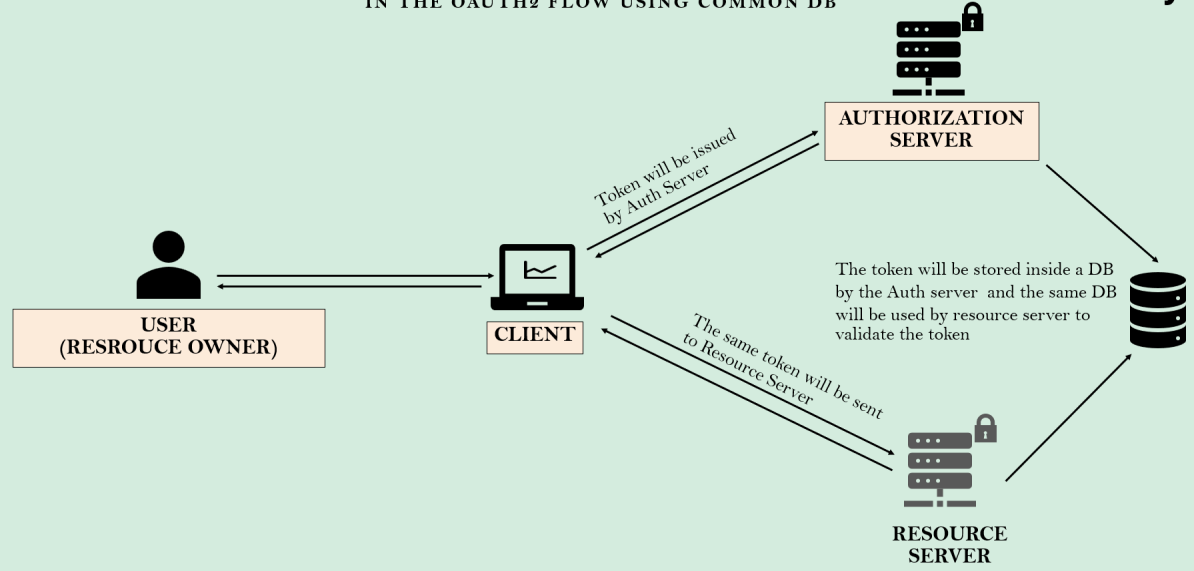 IN THE OAUTH2 FLOW USING COMMON DB
AUTHORIZATION
SERVER
Token will be issued
by Auth Server
The token will be stored inside a DB
by the Auth server and the same DB
will be used by resource server to
validate the token
USER
(RESROUCE OWNER)
CLIENT
The same token will be sent
to Resource Server
RESOURCE
SERVER